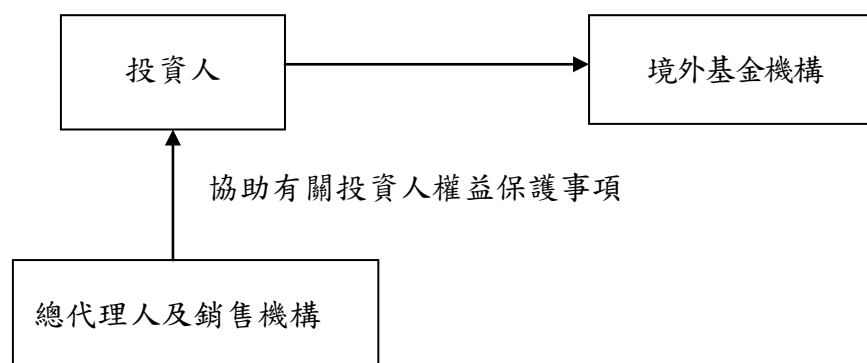 投資人
境外基金機構
協助有關投資人權益保護事項
總代理人及銷售機構